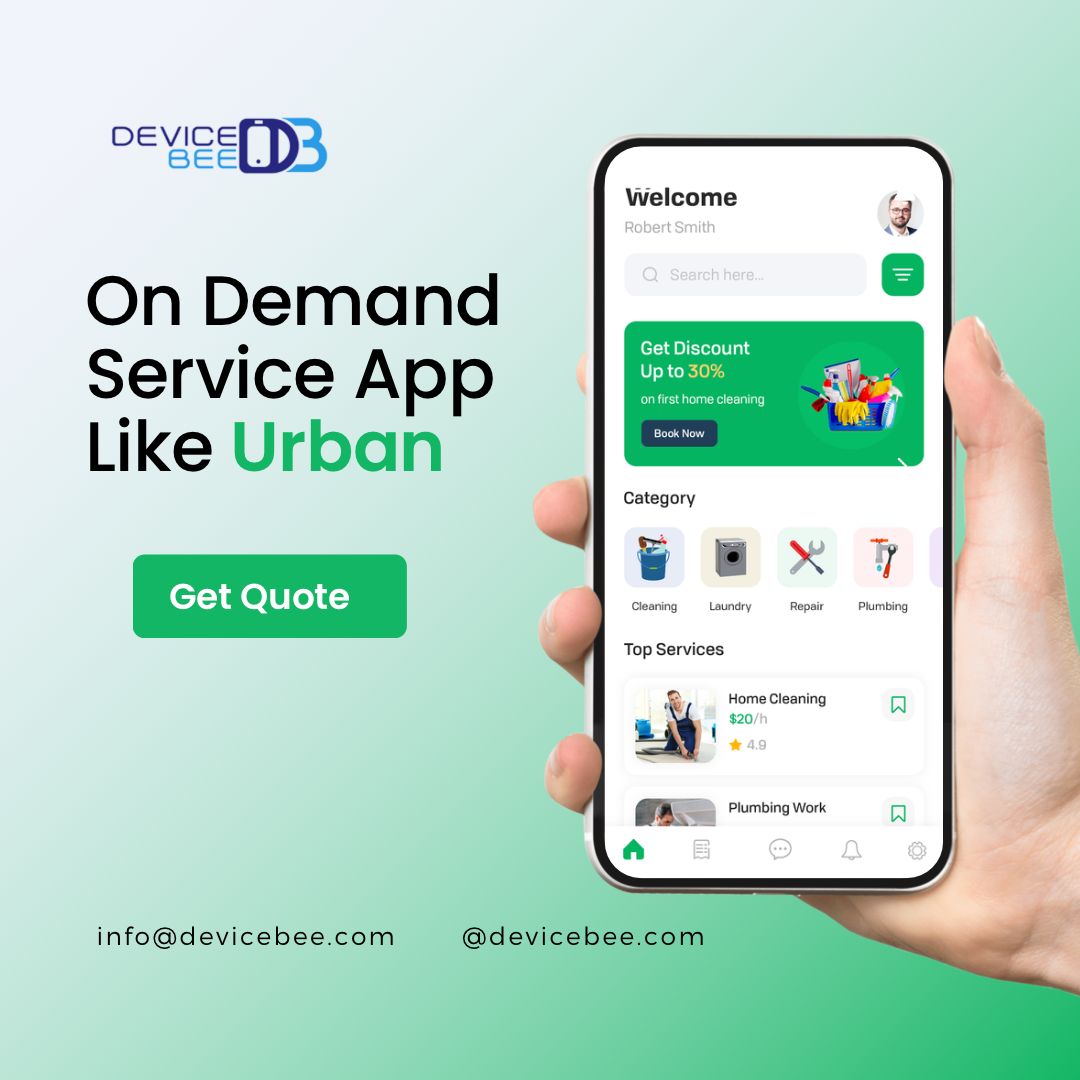 DEVICE
BEE
DB
On Demand
Service App
Like Urban
Get Quote
info@devicebee.com
@devicebee.com
Welcome
Robert Smith
Search here...
Get Discount
Up to 30%
on first home cleaning
Book Now
Category
Cleaning
Laundry
Repair
Plumbing
Top Services
Home Cleaning
$20/h
4.9
Plumbing Work